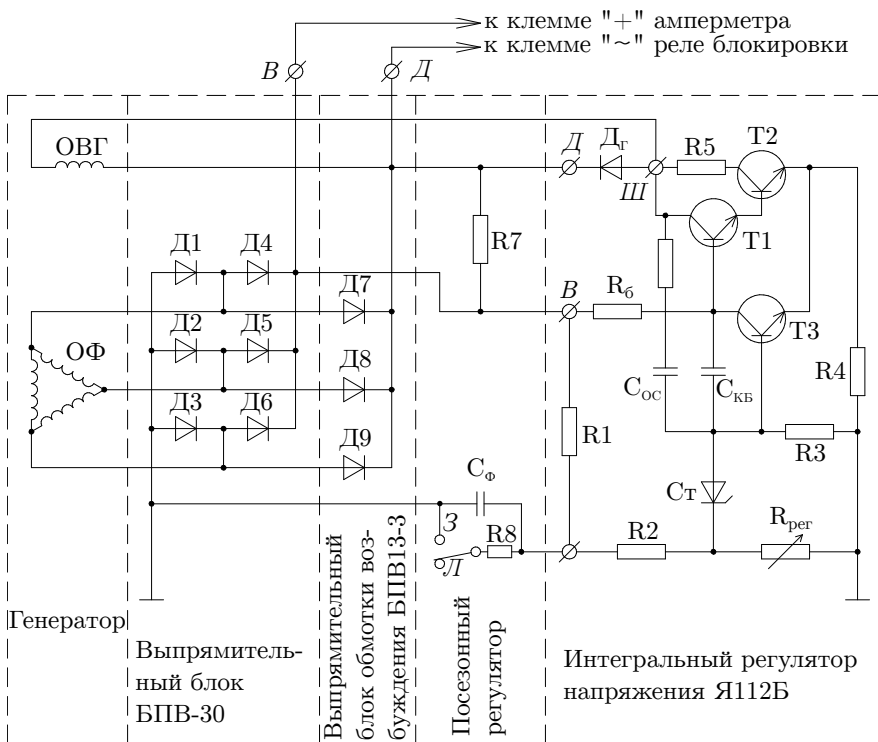 к клемме "+" амперметра
к клемме "~" реле блокировки
В
Д
ОВГ
Д
Дг
Ш
R5
Т2
Т1
R7
Д1
Д4
Д7
В
Rб
Т3
Д2
Д5
ОФ
Д8
Сос
Скб
R4
Д3
Д6
Д9
R1
R3
Сф
Ст
З
Л
R8
R2
Rрег
Генератор
Выпрямитель-
ный блок
БПВ-30
Выпрямительный
блок обмотки воз-
буждения БПВ13-3
Посезонный
регулятор
Интегральный регулятор
напряжения Я112Б